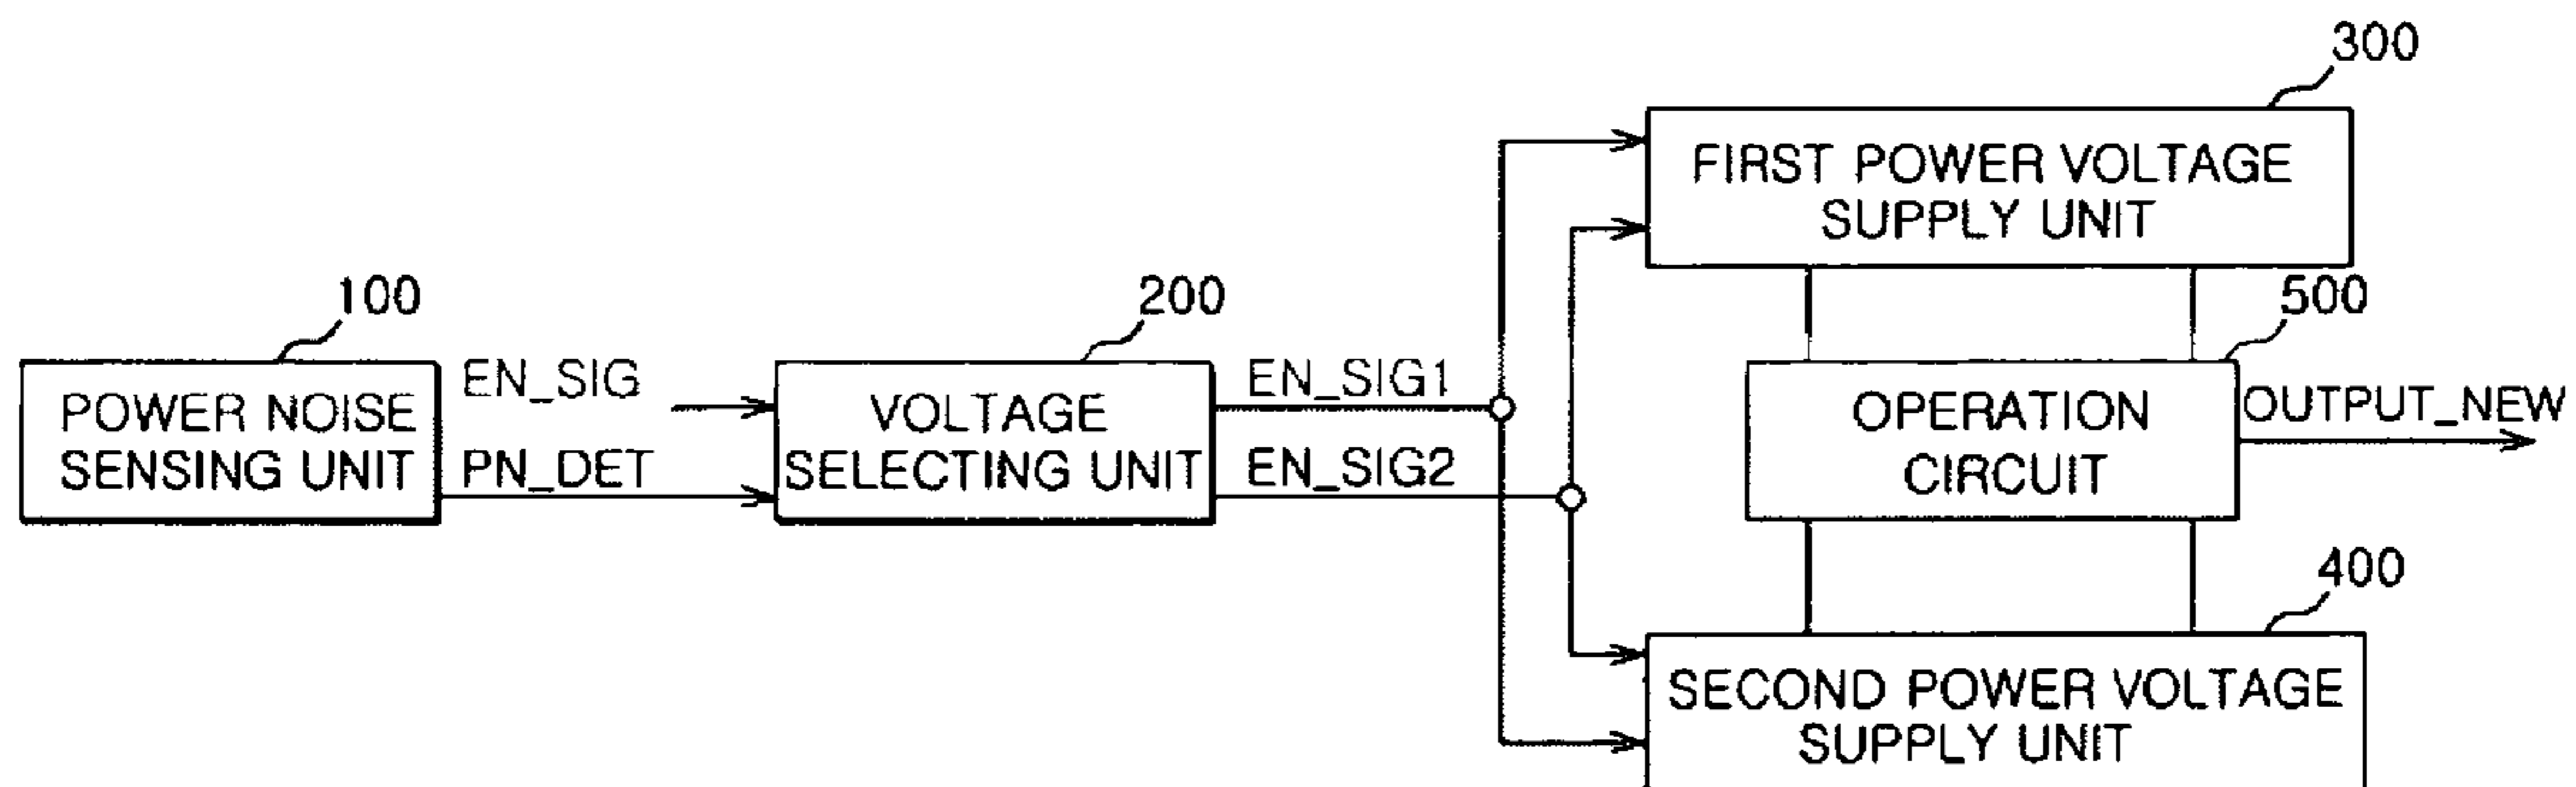 300
FIRST POWER VOLTAGE
SUPPLY UNIT
100
200
500
EN_SIG
EN_SIG1
POWER NOISE
SENSING UNIT
PN_DET
VOLTAGE
SELECTING UNIT
EN_SIG2
OPERATION
CIRCUIT
OUTPUT_NEW
400
SECOND POWER VOLTAGE
SUPPLY UNIT